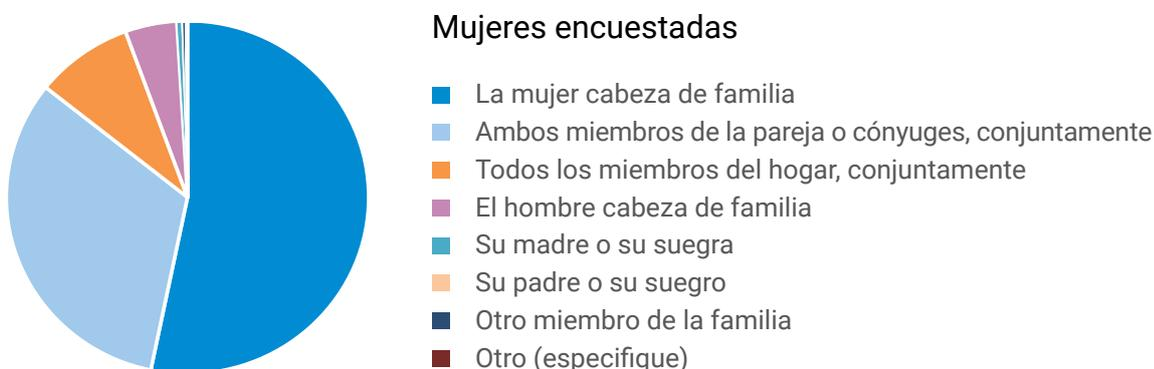 Mujeres encuestadas
La mujer cabeza de familia
Ambos miembros de la pareja o cónyuges, conjuntamente
Todos los miembros del hogar, conjuntamente
El hombre cabeza de familia
Su madre o su suegra
Su padre o su suegro
Otro miembro de la familia
Otro (especifique)